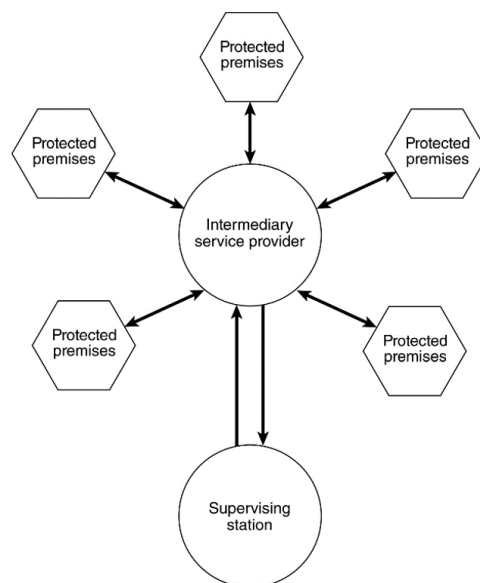 Protected
premises
Protected
premises
Protected
premises
Intermediary
service provider
Protected
premises
Protected
premises
Supervising
station